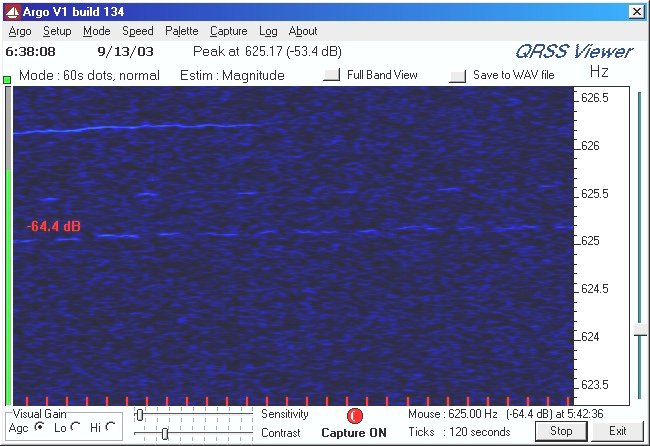 Argo V1 build 134
Argo Setup Mode Speed Palette Capture Log About
6:38:08 9/13/03 Peak at 625.17 (-53.4 dB) QRSS Viewer
Mode : 60s dots, normal Estim : Magnitude Full Band View Save to WAV file Hz
626.5
626
625.5
-64.4 dB
625
624.5
624
623.5
Visual Gain Sensitivity Mouse : 625.00 Hz (-64.4 dB) at 5:42:36
Agc Lo Hi Contrast Capture ON Ticks : 120 seconds Stop Exit